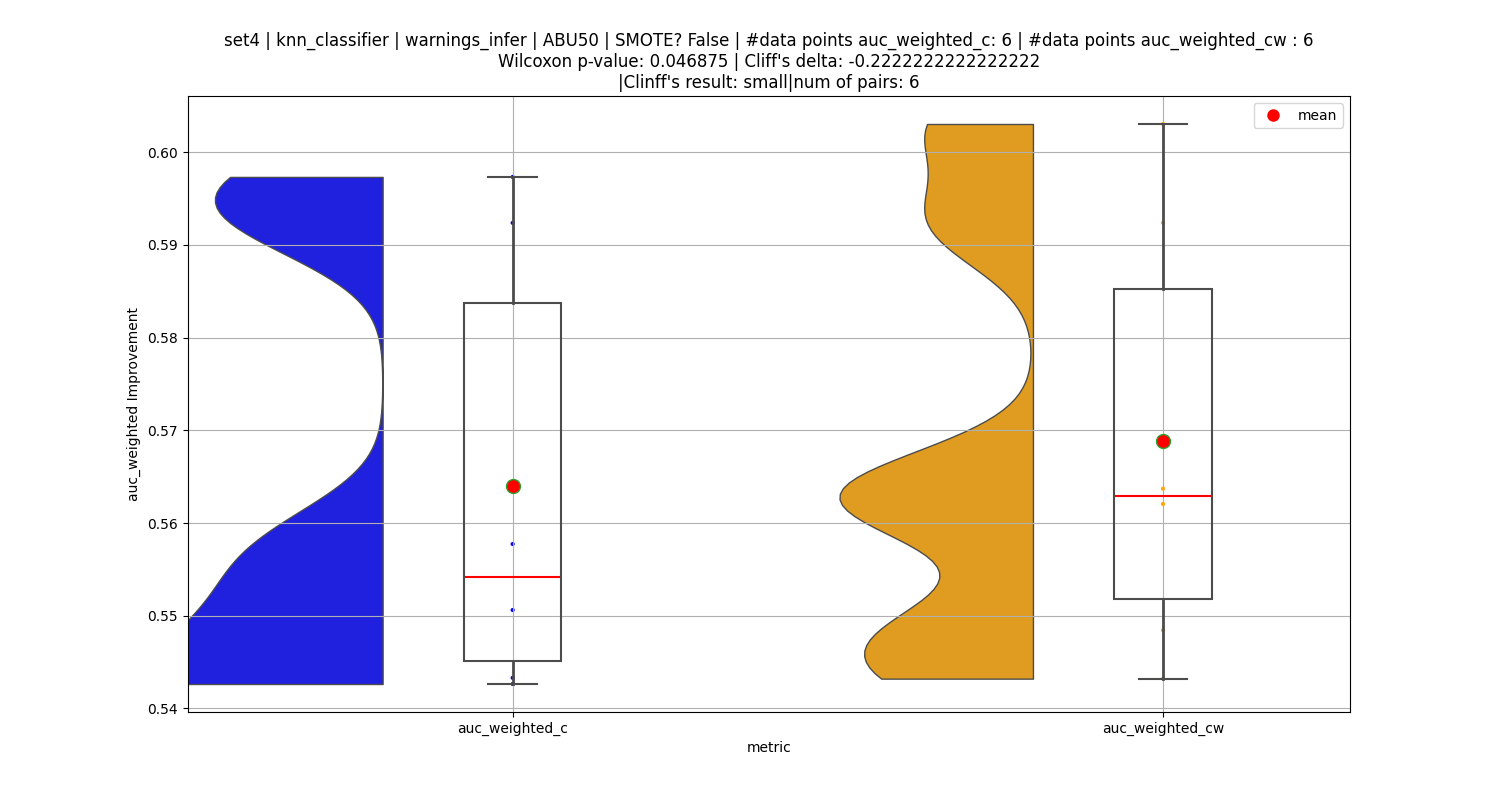 set4 | knn_classifier | warnings_infer | ABU50 | SMOTE? False | #data points auc_weighted_c: 6 | #data points auc_weighted_cw : 6
Wilcoxon p-value: 0.046875 | Cliff's delta: -0.2222222222222222
|Clinff's result: small|num of pairs: 6
mean
0.60
0.59
0.58
0.57
0.56
0.55
0.54
auc_weighted Improvement
auc_weighted_c
auc_weighted_cw
metric